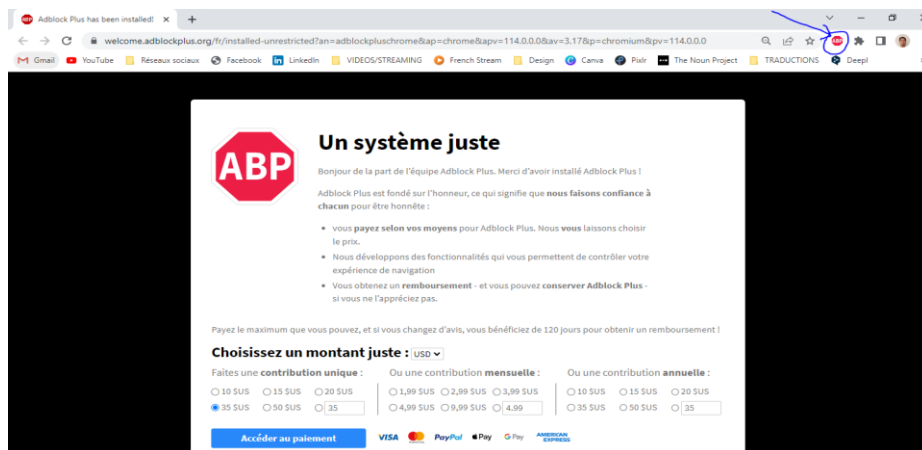 Adblock Plus has been installed!
welcome.adblockplus.org/fr/installed-unrestricted?an=adblockpluschrome&ap=chrome&apv=114.0.0.0&av=3.17&p=chromium&pv=114.0.0.0
ABP
Gmail YouTube Réseaux sociaux Facebook LinkedIn VIDEOS/STREAMING French Stream Design Canva Pixlr The Noun Project TRADUCTIONS Deepl
ABP
Un système juste
Bonjour de la part de l'équipe Adblock Plus. Merci d'avoir installé Adblock Plus !
Adblock Plus est fondé sur l'honneur, ce qui signifie que nous faisons confiance à
chacun pour être honnête :
• vous payez selon vos moyens pour Adblock Plus. Nous vous laissons choisir
le prix.
• Nous développons des fonctionnalités qui vous permettent de contrôler votre
expérience de navigation
• Vous obtenez un remboursement - et vous pouvez conserver Adblock Plus -
si vous ne l'appréciez pas.
Payez le maximum que vous pouvez, et si vous changez d'avis, vous bénéficiez de 120 jours pour obtenir un remboursement !
Choisissez un montant juste : USD
Faites une contribution unique : Ou une contribution mensuelle : Ou une contribution annuelle :
10 $US 15 $US 20 $US 1,99 $US 2,99 $US 3,99 $US 10 $US 15 $US 20 $US
35 $US 50 $US 35 4,99 $US 9,99 $US 4.99 35 $US 50 $US 35
Accéder au paiement VISA PayPal Pay G Pay AMERICAN EXPRESS